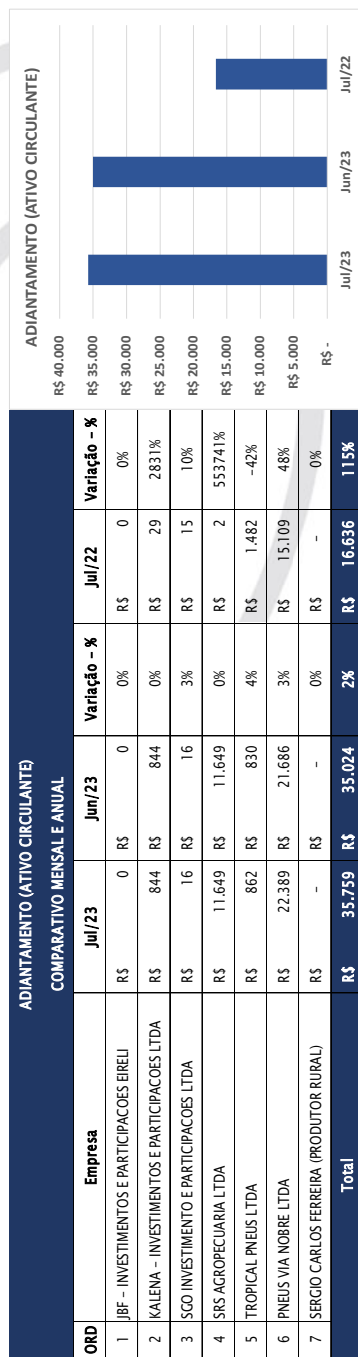 ADIANTAMENTO (ATIVO CIRCULANTE)
COMPARATIVO MENSAL E ANUAL
ORD Empresa Jul/23 Jun/23 Variação - % Jul/22 Variação - %
1 JBF - INVESTIMENTOS E PARTICIPACOES EIRELI R$ 0 R$ 0 0% R$ 0 0%
2 KALENA - INVESTIMENTOS E PARTICIPACOES LTDA R$ 844 R$ 844 0% R$ 29 2831%
3 SGO INVESTIMENTO E PARTICIPACOES LTDA R$ 16 R$ 16 3% R$ 15 10%
4 SRS AGROPECUARIA LTDA R$ 11.649 R$ 11.649 0% R$ 2 553741%
5 TROPICAL PNEUS LTDA R$ 862 R$ 830 4% R$ 1.482 -42%
6 PNEUS VIA NOBRE LTDA R$ 22.389 R$ 21.686 3% R$ 15.109 48%
7 SERGIO CARLOS FERREIRA (PRODUTOR RURAL) R$ - R$ - 0% R$ - 0%
Total R$ 35.759 R$ 35.024 2% R$ 16.636 115%
ADIANTAMENTO (ATIVO CIRCULANTE)
R$ 40.000
R$ 35.000
R$ 30.000
R$ 25.000
R$ 20.000
R$ 15.000
R$ 10.000
R$ 5.000
R$ -
Jul/23 Jun/23 Jul/22